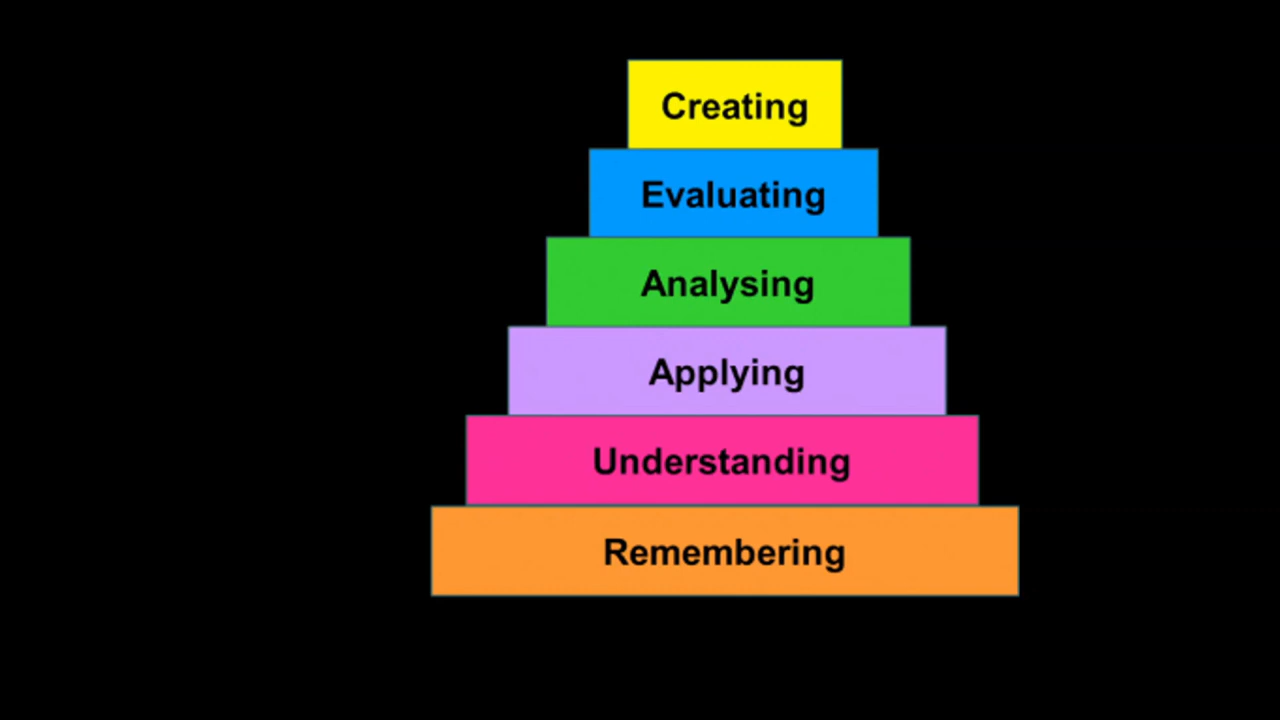 Creating
Evaluating
Analysing
Applying
Understanding
Remembering